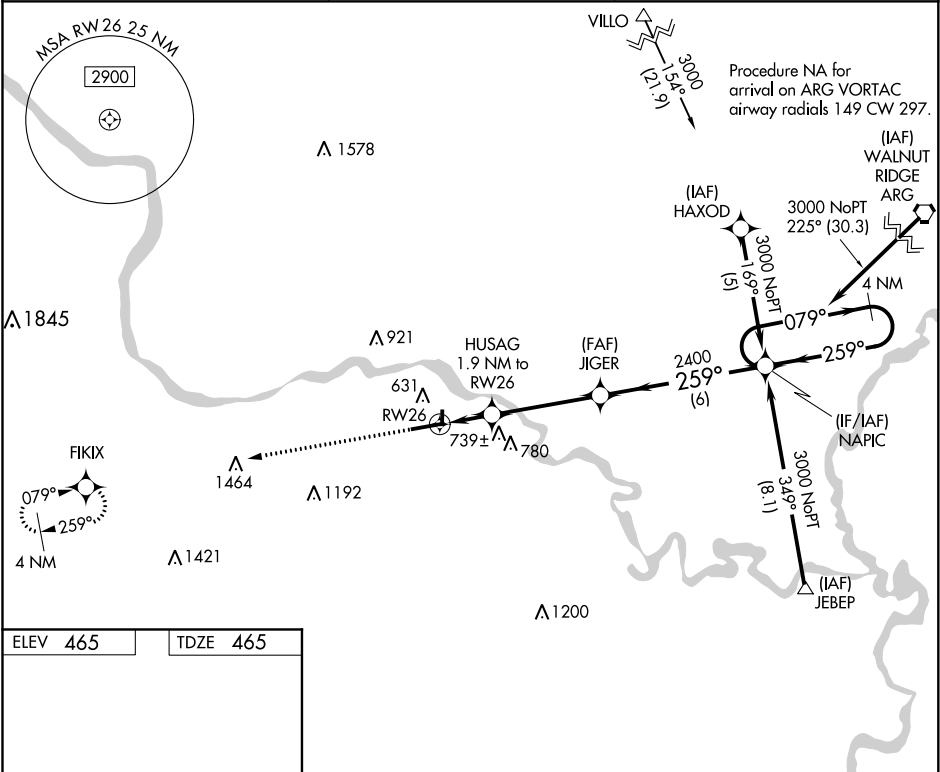 MSA RW26 25 NM
2900
VILLO
3000
154°
(21.9)
Procedure NA for
arrival on ARG VORTAC
airway radials 149 CW 297.
1578
(IAF)
WALNUT
RIDGE
ARG
(IAF)
HAXOD
3000 NoPT
225° (30.3)
3000 NoPT
169°
(5)
4 NM
079°
259°
1845
921
HUSAG
1.9 NM to
RW26
(FAF)
JIGER
2400
259°
(6)
631
RW26
739±
780
(IF/IAF)
NAPIC
FIKIX
079°
259°
4 NM
1464
1192
1421
3000 NoPT
349°
(8.1)
(IAF)
JEBEP
1200
ELEV 465
TDZE 465